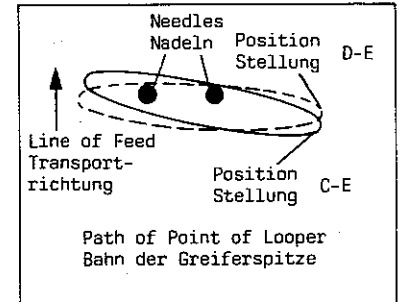 Needles
Nadeln
Position
Stellung
D-E
Line of Feed
Transport-
richtung
Position
Stellung
C-E
Path of Point of Looper
Bahn der Greiferspitze